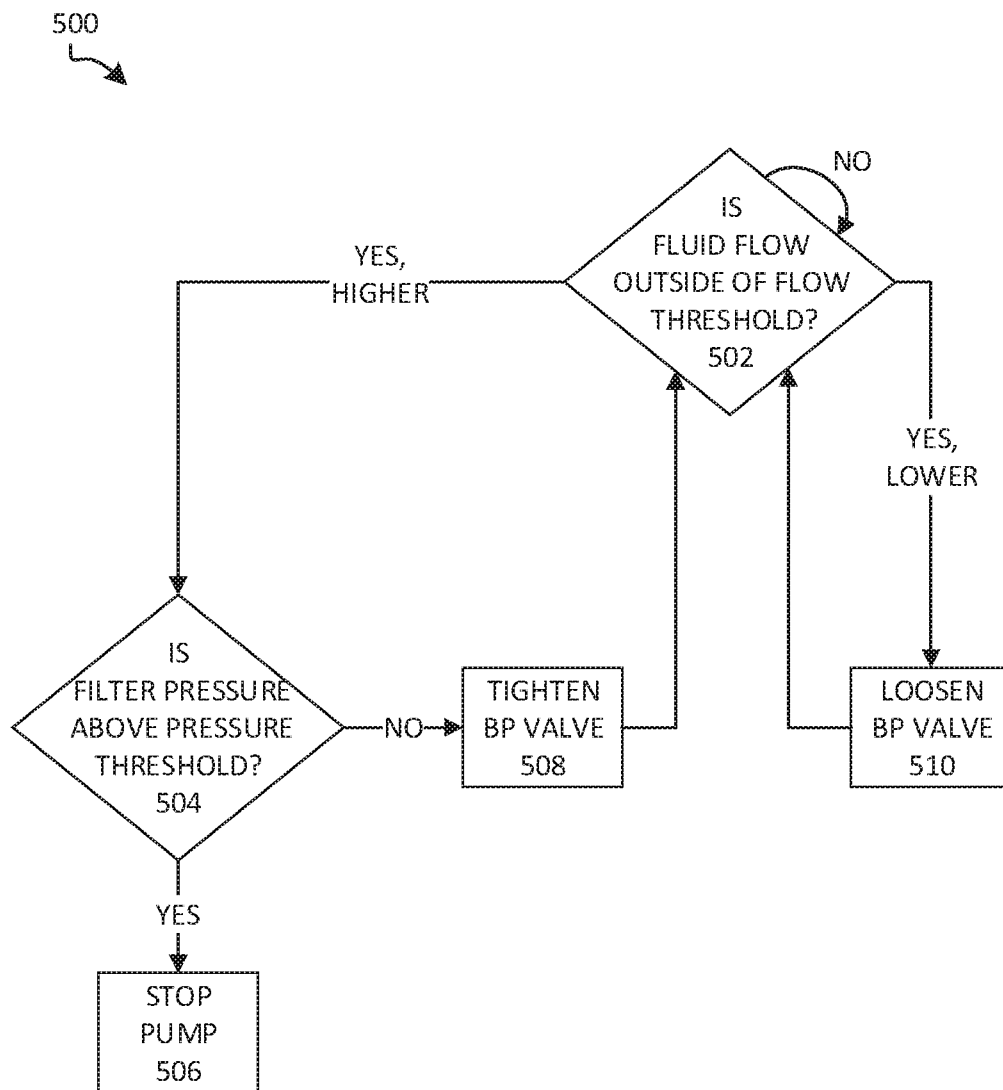 500
NO
IS
FLUID FLOW
OUTSIDE OF FLOW
THRESHOLD?
502
YES,
HIGHER
YES,
LOWER
IS
FILTER PRESSURE
ABOVE PRESSURE
THRESHOLD?
504
NO
TIGHTEN
BP VALVE
508
LOOSEN
BP VALVE
510
YES
STOP
PUMP
506